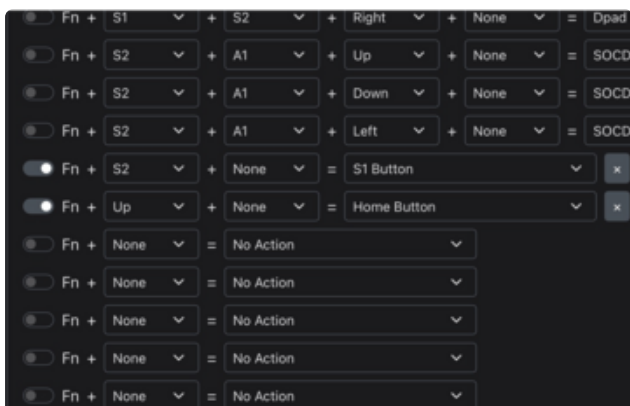 Fn + S1 + S2 + Right + None = Dpad
Fn + S2 + A1 + Up + None = SOCD
Fn + S2 + A1 + Down + None = SOCD
Fn + S2 + A1 + Left + None = SOCD
Fn + S2 + None = S1 Button ×
Fn + Up + None = Home Button ×
Fn + None = No Action
Fn + None = No Action
Fn + None = No Action
Fn + None = No Action
Fn + None = No Action